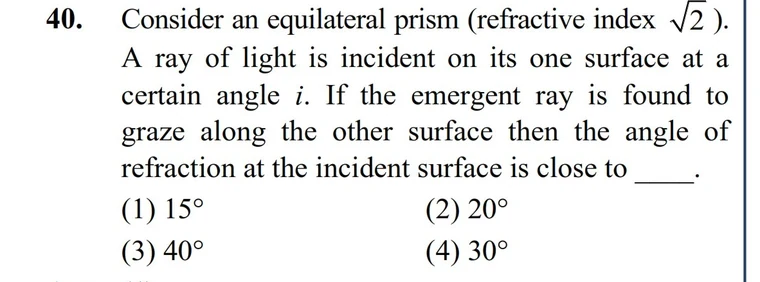 40. Consider an equilateral prism (refractive index √2 ).
A ray of light is incident on its one surface at a
certain angle i. If the emergent ray is found to
graze along the other surface then the angle of
refraction at the incident surface is close to ____.
(1) 15° (2) 20°
(3) 40° (4) 30°